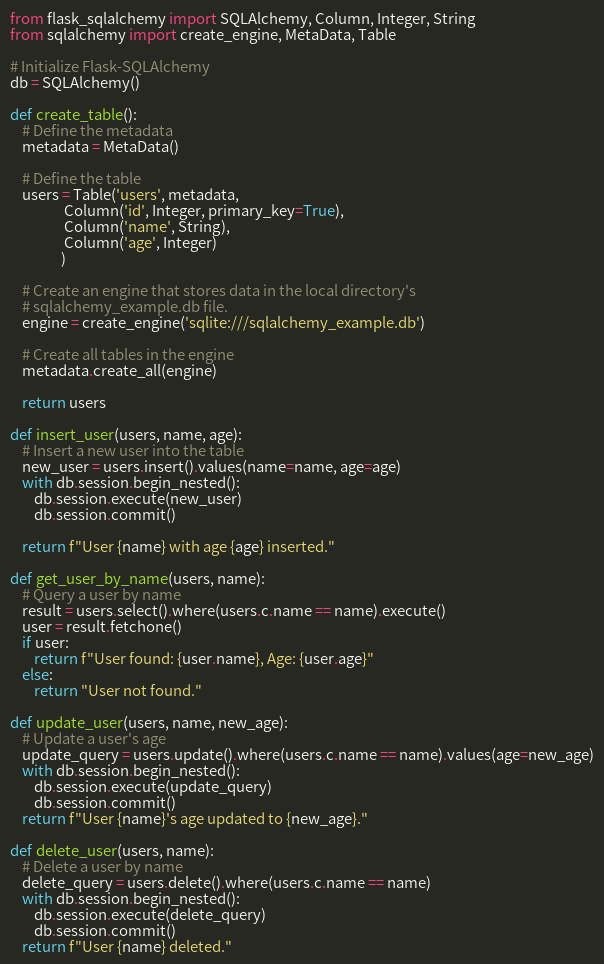 from flask_sqlalchemy import SQLAlchemy, Column, Integer, String
from sqlalchemy import create_engine, MetaData, Table

# Initialize Flask-SQLAlchemy
db = SQLAlchemy()

def create_table():
    # Define the metadata
    metadata = MetaData()

    # Define the table
    users = Table('users', metadata,
                  Column('id', Integer, primary_key=True),
                  Column('name', String),
                  Column('age', Integer)
                 )

    # Create an engine that stores data in the local directory's
    # sqlalchemy_example.db file.
    engine = create_engine('sqlite:///sqlalchemy_example.db')

    # Create all tables in the engine
    metadata.create_all(engine)

    return users

def insert_user(users, name, age):
    # Insert a new user into the table
    new_user = users.insert().values(name=name, age=age)
    with db.session.begin_nested():
        db.session.execute(new_user)
        db.session.commit()

    return f"User {name} with age {age} inserted."

def get_user_by_name(users, name):
    # Query a user by name
    result = users.select().where(users.c.name == name).execute()
    user = result.fetchone()
    if user:
        return f"User found: {user.name}, Age: {user.age}"
    else:
        return "User not found."

def update_user(users, name, new_age):
    # Update a user's age
    update_query = users.update().where(users.c.name == name).values(age=new_age)
    with db.session.begin_nested():
        db.session.execute(update_query)
        db.session.commit()
    return f"User {name}'s age updated to {new_age}."

def delete_user(users, name):
    # Delete a user by name
    delete_query = users.delete().where(users.c.name == name)
    with db.session.begin_nested():
        db.session.execute(delete_query)
        db.session.commit()
    return f"User {name} deleted."